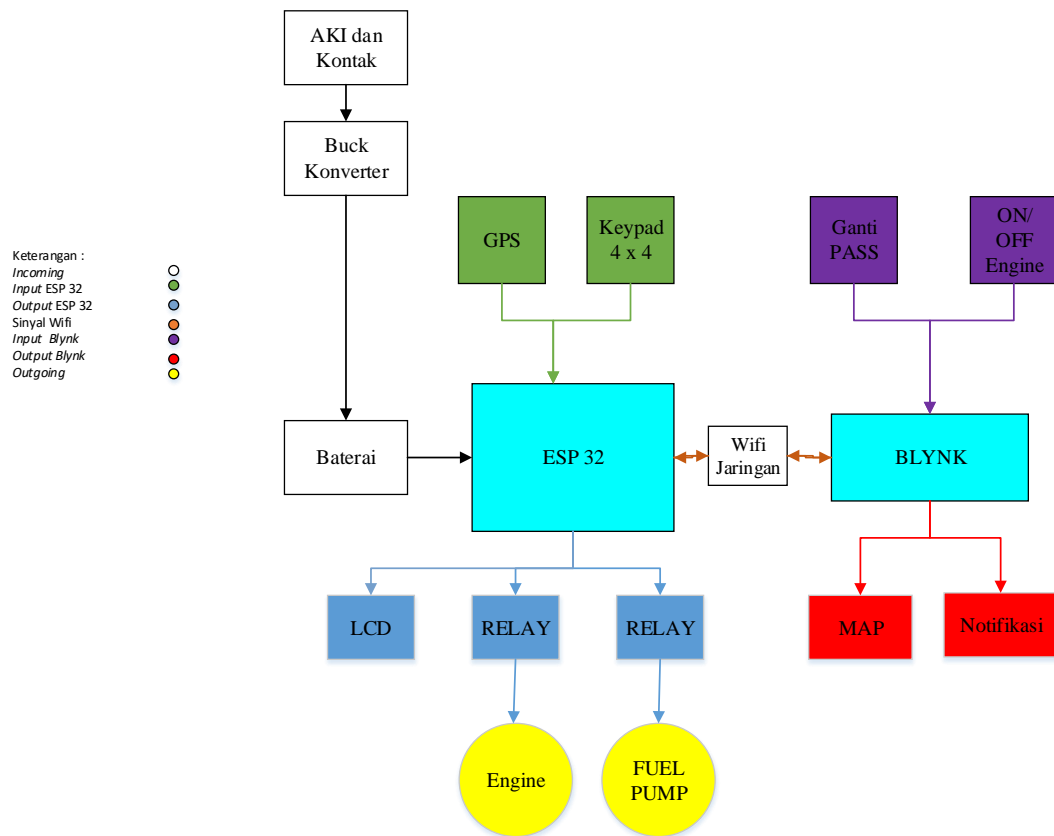 AKI dan
Kontak
Buck
Konverter
GPS
Keypad
4 x 4
Ganti
PASS
ON/
OFF
Engine
Keterangan :
Incoming
Input ESP 32
Output ESP 32
Sinyal Wifi
Input Blynk
Output Blynk
Outgoing
Baterai
ESP 32
Wifi
Jaringan
BLYNK
LCD
RELAY
RELAY
MAP
Notifikasi
Engine
FUEL
PUMP